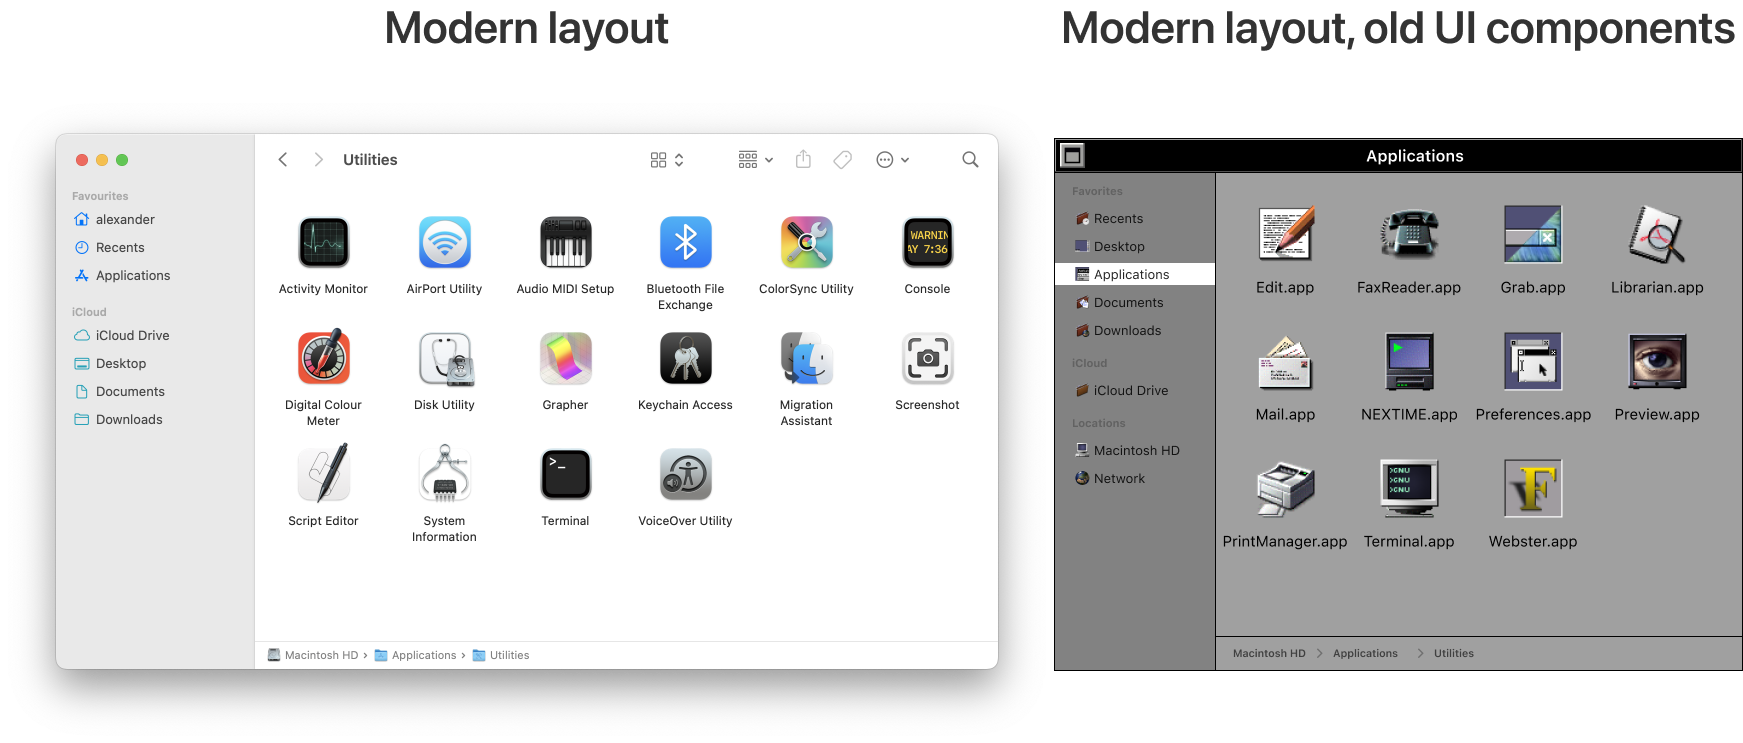 Modern layout
Modern layout, old UI components
Utilities
Favourites
alexander
Recents
Applications
iCloud
iCloud Drive
Desktop
Documents
Downloads
Activity Monitor
AirPort Utility
Audio MIDI Setup
Bluetooth File
Exchange
ColorSync Utility
WARNIN
AY 7:36
Console
Digital Colour
Meter
Disk Utility
Grapher
Keychain Access
Migration
Assistant
Screenshot
Script Editor
System
Information
>_
Terminal
VoiceOver Utility
Macintosh HD › Applications › Utilities
Applications
Favorites
Recents
Desktop
Applications
Documents
Downloads
iCloud
iCloud Drive
Locations
Macintosh HD
Network
Edit.app
FaxReader.app
Grab.app
Librarian.app
Mail.app
NEXTIME.app
Preferences.app
Preview.app
PrintManager.app
>GNU
>GNU
>GNU
Terminal.app
F
Webster.app
Macintosh HD > Applications > Utilities